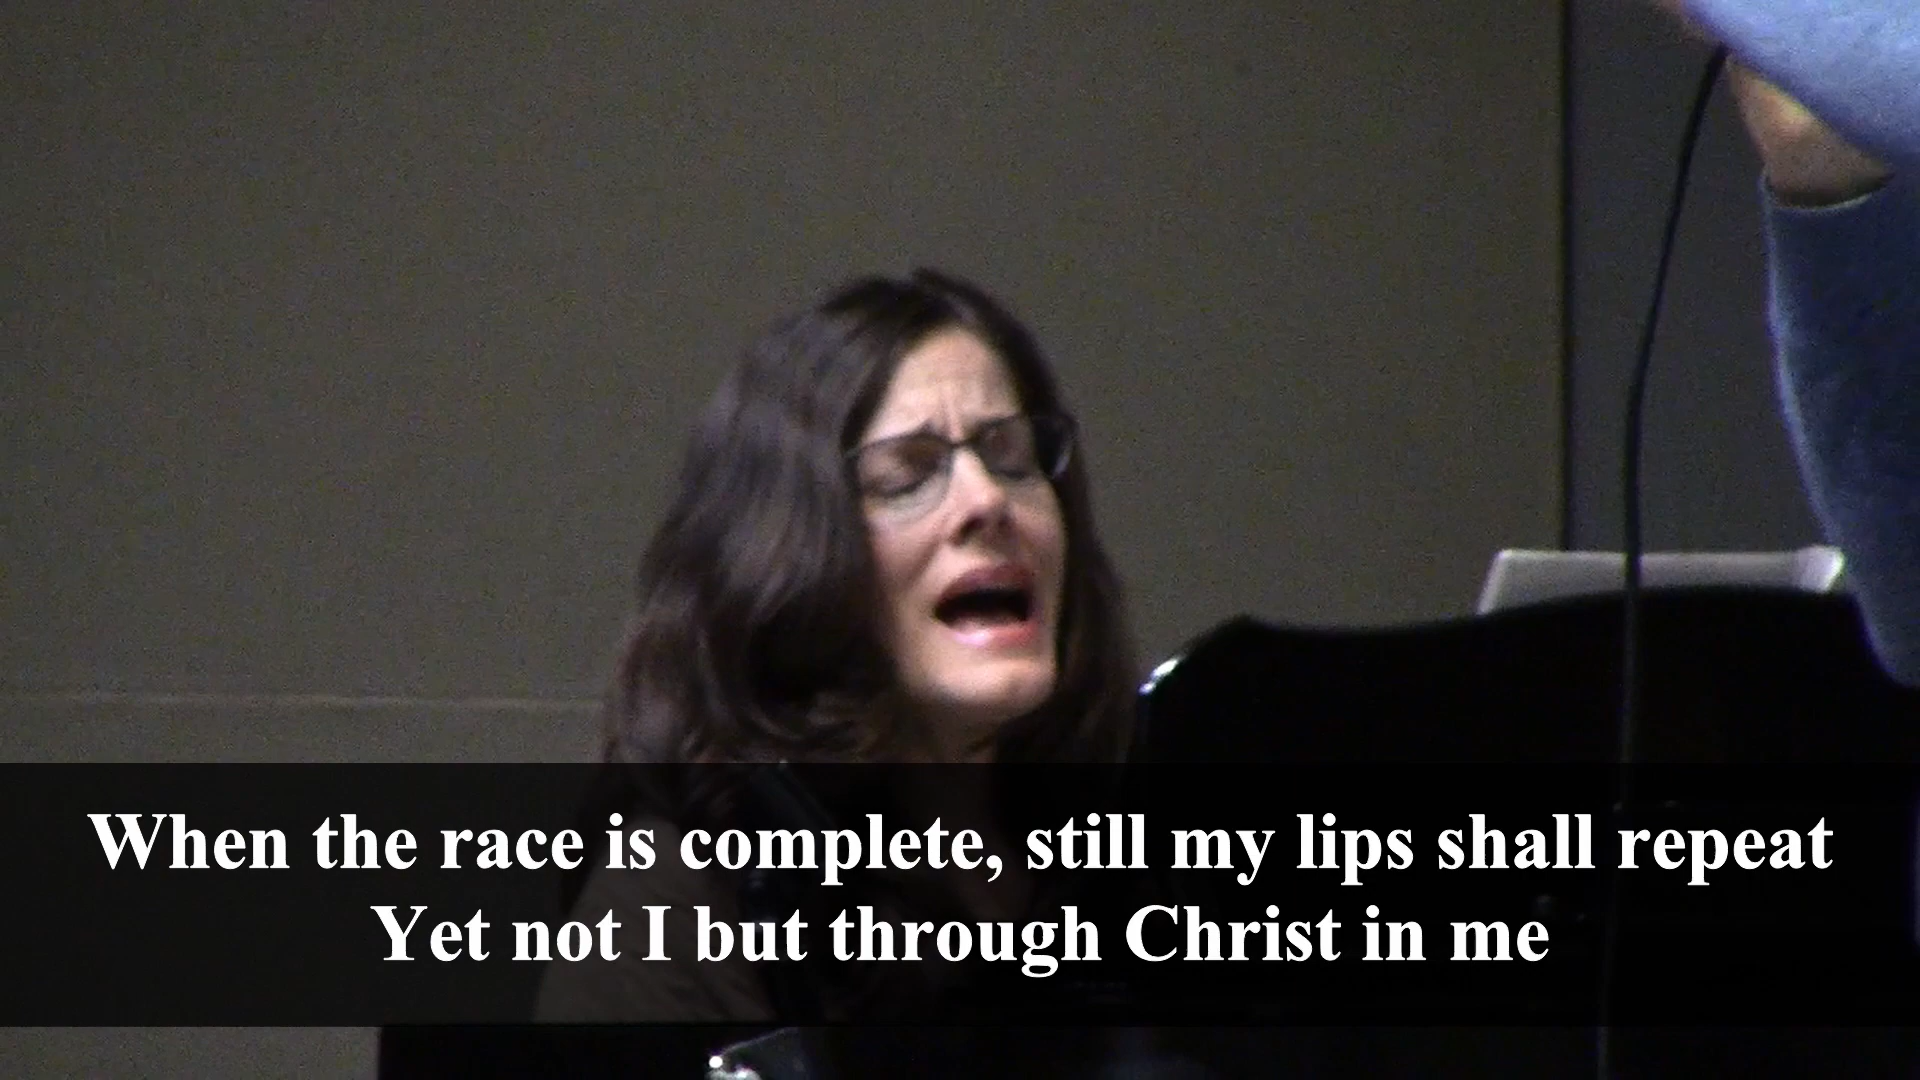 When the race is complete, still my lips shall repeat
Yet not I but through Christ in me